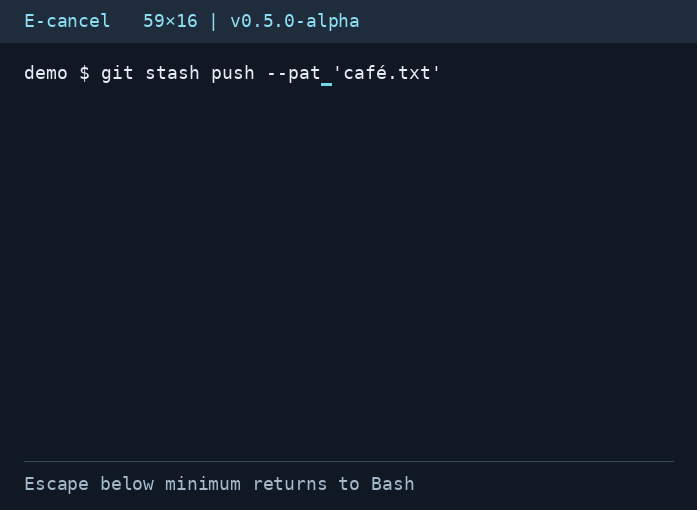 E-cancel   59×16 | v0.5.0-alpha
demo $ git stash push --pat 'café.txt'
Escape below minimum returns to Bash